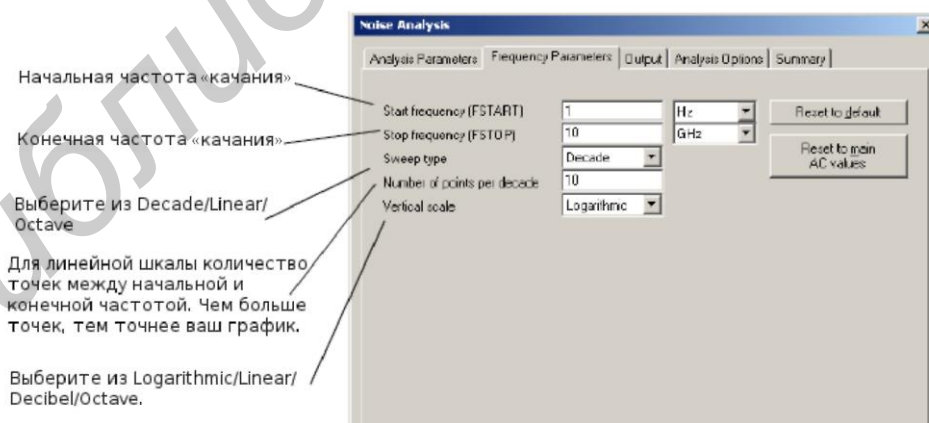 Noise Analysis
Analysis Parameters Frequency Parameters Output Analysis Options Summary
Начальная частота «качания»
Конечная частота «качания»
Выберите из Decade/Linear/
Octave
Для линейной шкалы количество
точек между начальной и
конечной частотой. Чем больше
точек, тем точнее ваш график.
Выберите из Logarithmic/Linear/
Decibel/Octave.
Start frequency (FSTART) 1 Hz
Stop frequency (FSTOP) 10 GHz
Sweep type Decade
Number of points per decade 10
Vertical scale Logarithmic
Reset to default
Reset to main
AC values